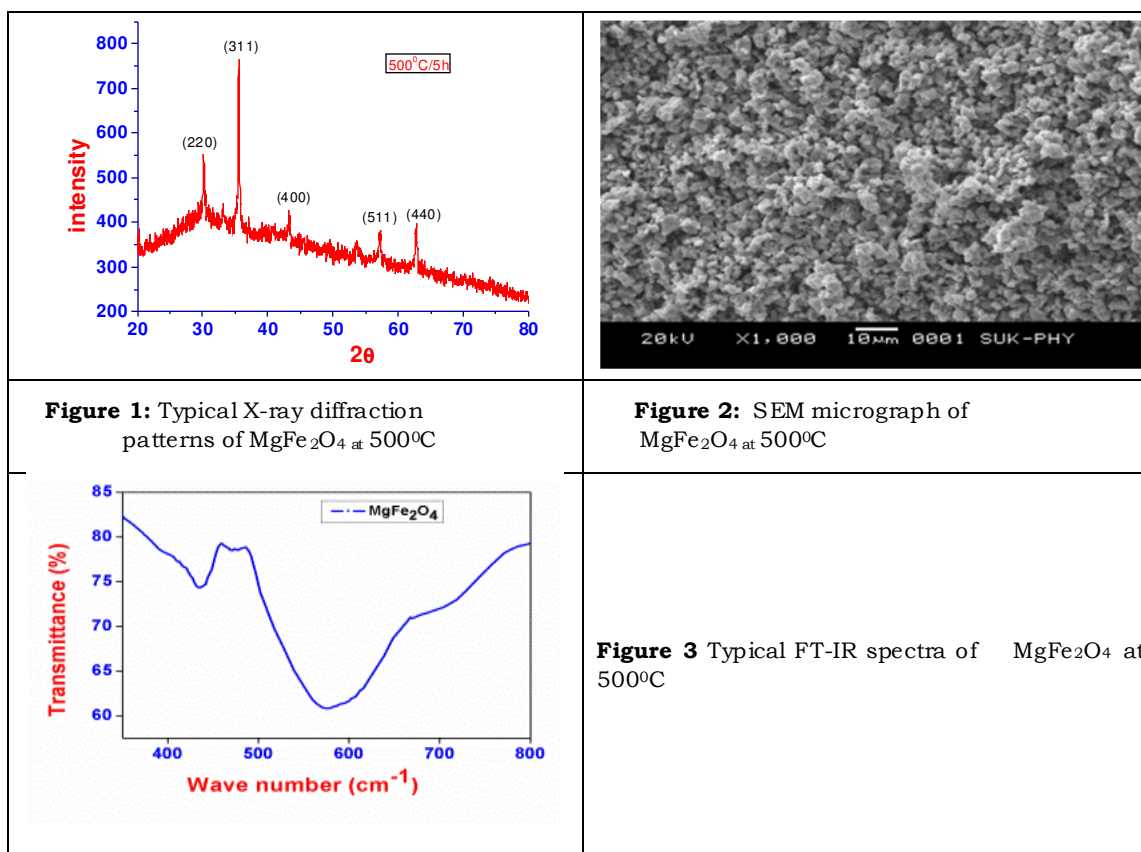 800
700
600
500
400
300
200
intensity
(220)
(311)
(400)
(511)
(440)
500⁰C/5h
20 30 40 50 60 70 80
2θ
20kV X1,000 10μm 0001 SUK-PHY
Figure 1: Typical X-ray diffraction
patterns of MgFe₂O₄ at 500⁰C
Figure 2: SEM micrograph of
MgFe₂O₄ at 500⁰C
85
80
75
70
65
60
Transmittance (%)
MgFe₂O₄
400 500 600 700 800
Wave number (cm⁻¹)
Figure 3 Typical FT-IR spectra of MgFe₂O₄ at
500⁰C